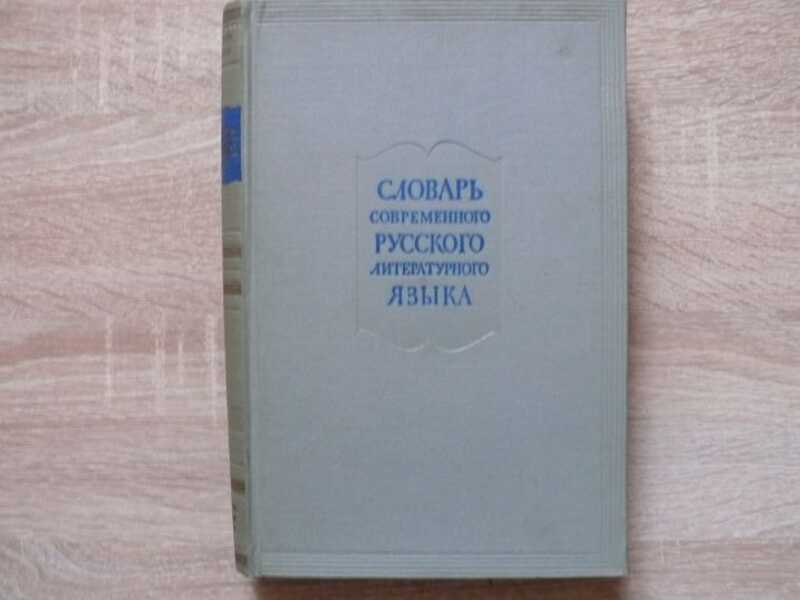 СЛОВАРЬ
СОВРЕМЕННОГО
РУССКОГО
ЛИТЕРАТУРНОГО
ЯЗЫКА